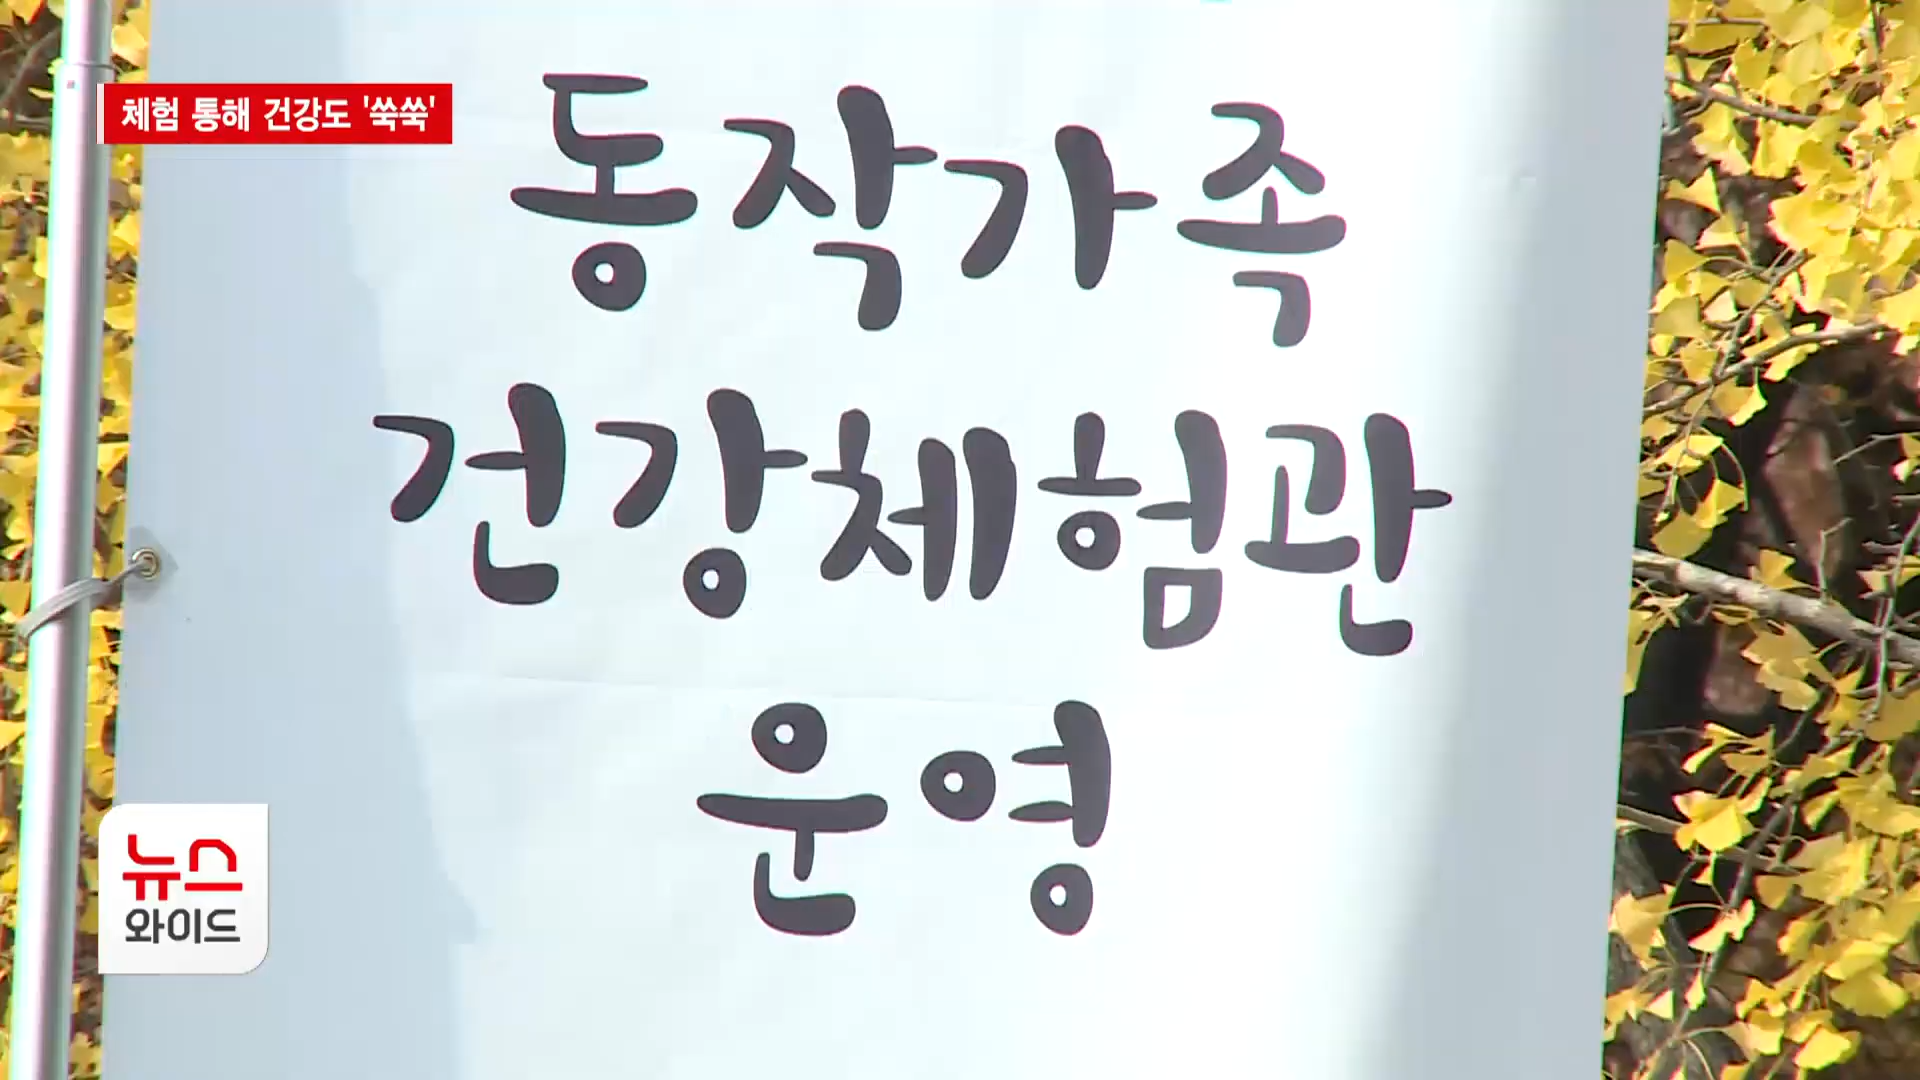 체험 통해 건강도 '쑥쑥'
동작가족
건강체험관
운영
뉴스
와이드